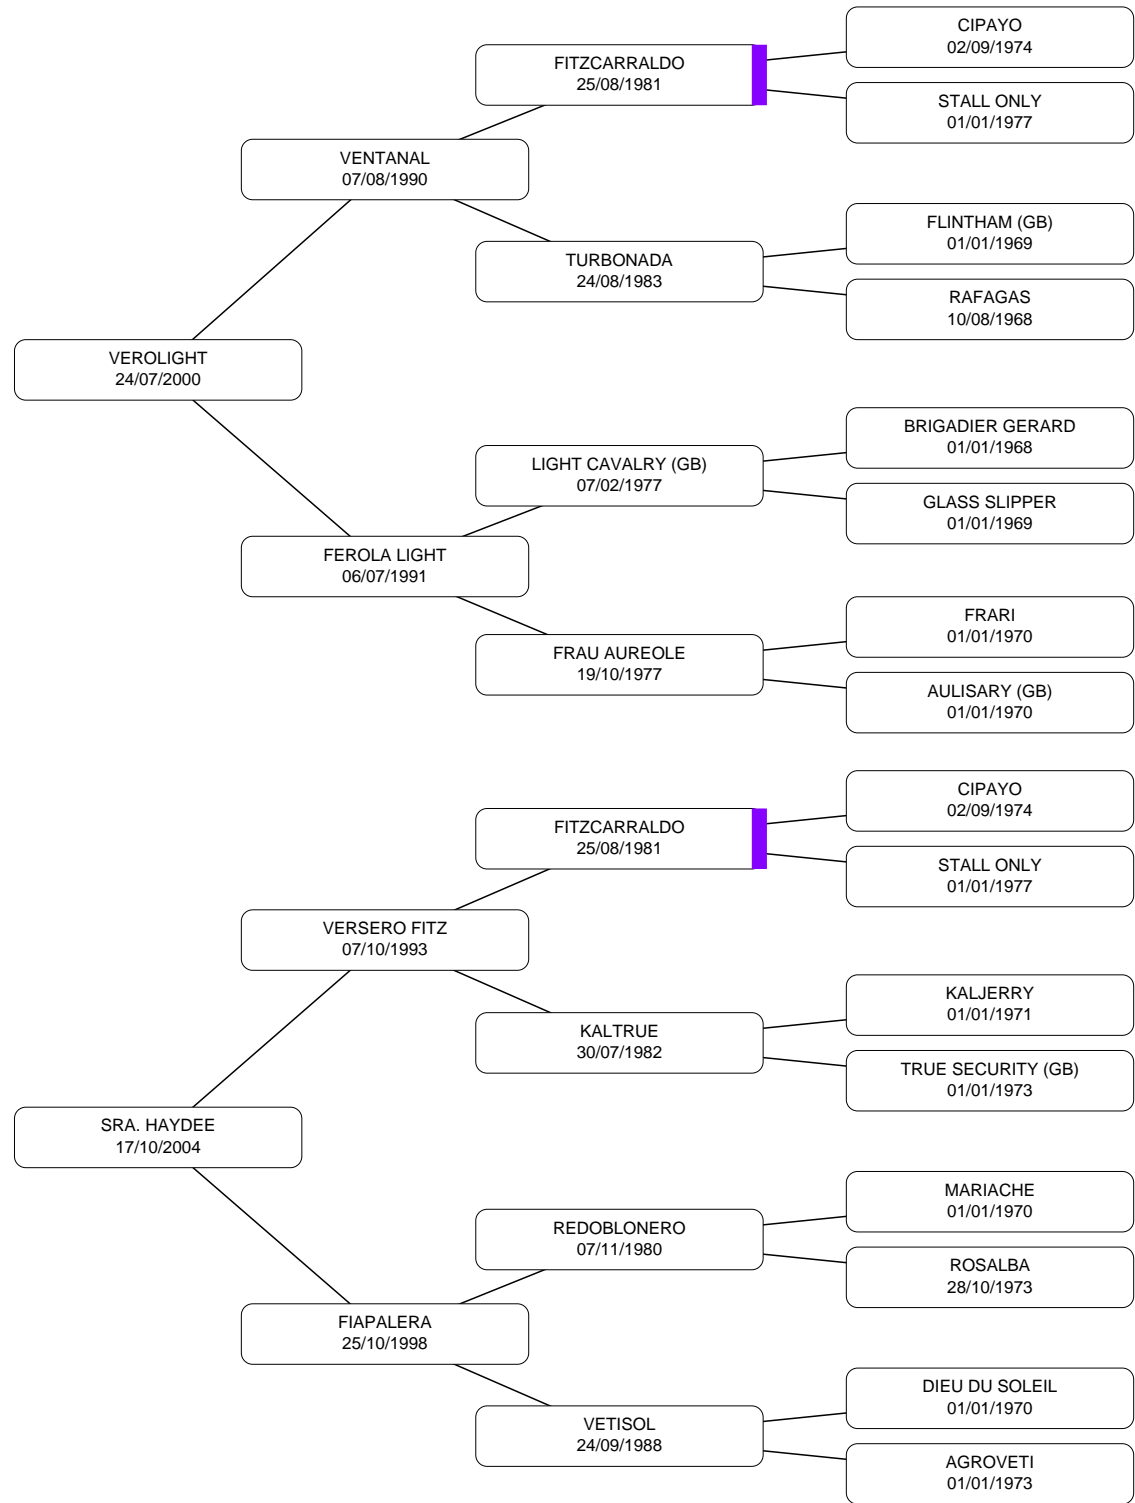 CIPAYO
02/09/1974
FITZCARRALDO
25/08/1981
STALL ONLY
01/01/1977
VENTANAL
07/08/1990
FLINTHAM (GB)
01/01/1969
TURBONADA
24/08/1983
RAFAGAS
10/08/1968
VEROLIGHT
24/07/2000
BRIGADIER GERARD
01/01/1968
LIGHT CAVALRY (GB)
07/02/1977
GLASS SLIPPER
01/01/1969
FEROLA LIGHT
06/07/1991
FRARI
01/01/1970
FRAU AUREOLE
19/10/1977
AULISARY (GB)
01/01/1970
CIPAYO
02/09/1974
FITZCARRALDO
25/08/1981
STALL ONLY
01/01/1977
VERSERO FITZ
07/10/1993
KALJERRY
01/01/1971
KALTRUE
30/07/1982
TRUE SECURITY (GB)
01/01/1973
SRA. HAYDEE
17/10/2004
MARIACHE
01/01/1970
REDOBLONERO
07/11/1980
ROSALBA
28/10/1973
FIAPALERA
25/10/1998
DIEU DU SOLEIL
01/01/1970
VETISOL
24/09/1988
AGROVETI
01/01/1973